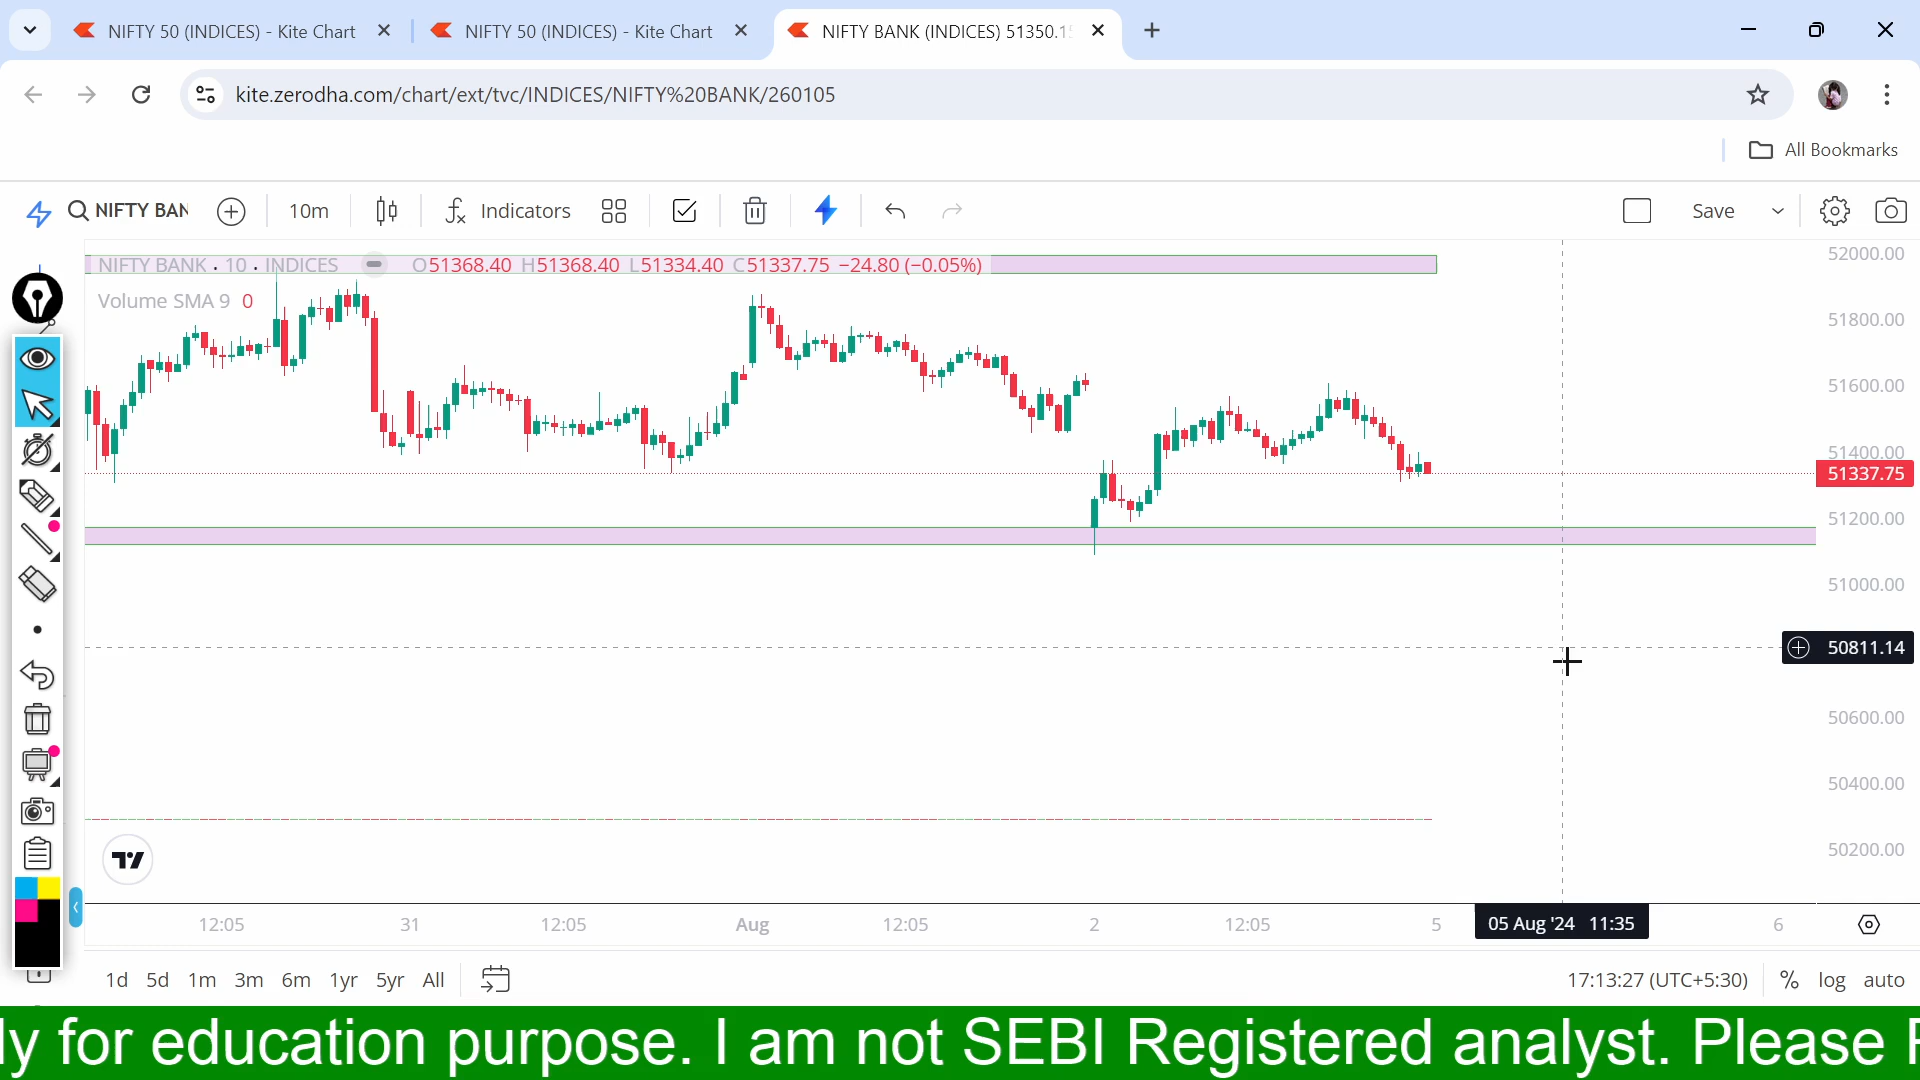 NIFTY 50 (INDICES) - Kite Chart
NIFTY 50 (INDICES) - Kite Chart
NIFTY BANK (INDICES) 51350.1
kite.zerodha.com/chart/ext/tvc/INDICES/NIFTY%20BANK/260105
All Bookmarks
NIFTY BAN
10m
Indicators
Save
NIFTY BANK . 10 . INDICES
O51368.40 H51368.40 L51334.40 C51337.75 −24.80 (−0.05%)
Volume SMA 9 0
52000.00
51800.00
51600.00
51400.00
51337.75
51200.00
51000.00
50811.14
50600.00
50400.00
50200.00
12:05 31 12:05 Aug 12:05 2 12:05 5 05 Aug '24 11:35 6
1d 5d 1m 3m 6m 1yr 5yr All
17:13:27 (UTC+5:30) % log auto
ly for education purpose. I am not SEBI Registered analyst. Please